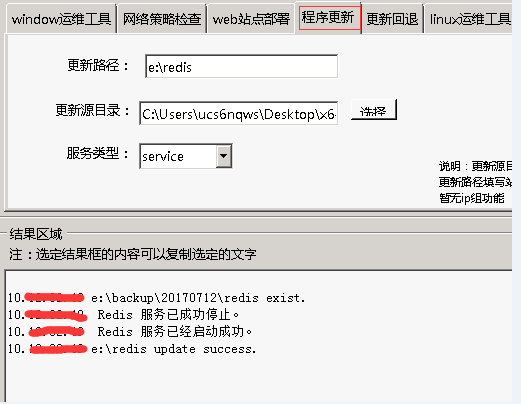 window运维工具 网络策略检查 web站点部署 程序更新 更新回退 linux运维工具
更新路径： e:\redis
更新源目录： C:\Users\ucs6nqws\Desktop\x6 选择
服务类型： service
说明：更新源目
更新路径填写站
暂无ip组功能
结果区域
注：选定结果框的内容可以复制选定的文字
10. e:\backup\20170712\redis exist.
10. Redis 服务已成功停止。
10. Redis 服务已经启动成功。
10. e:\redis update success.